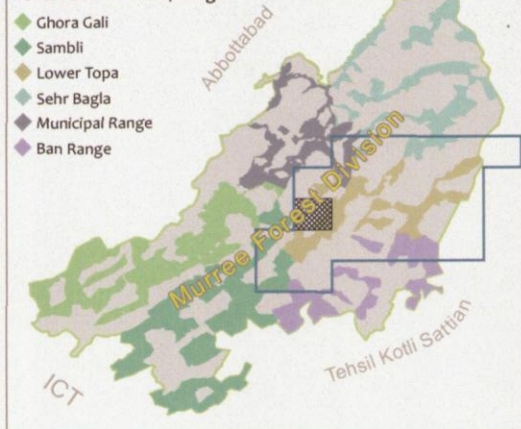 Ghora Gali
Sambli
Lower Topa
Sehr Bagla
Municipal Range
Ban Range
Abbottabad
Murree Forest Division
Tehsil Kotli Sattian
ICT